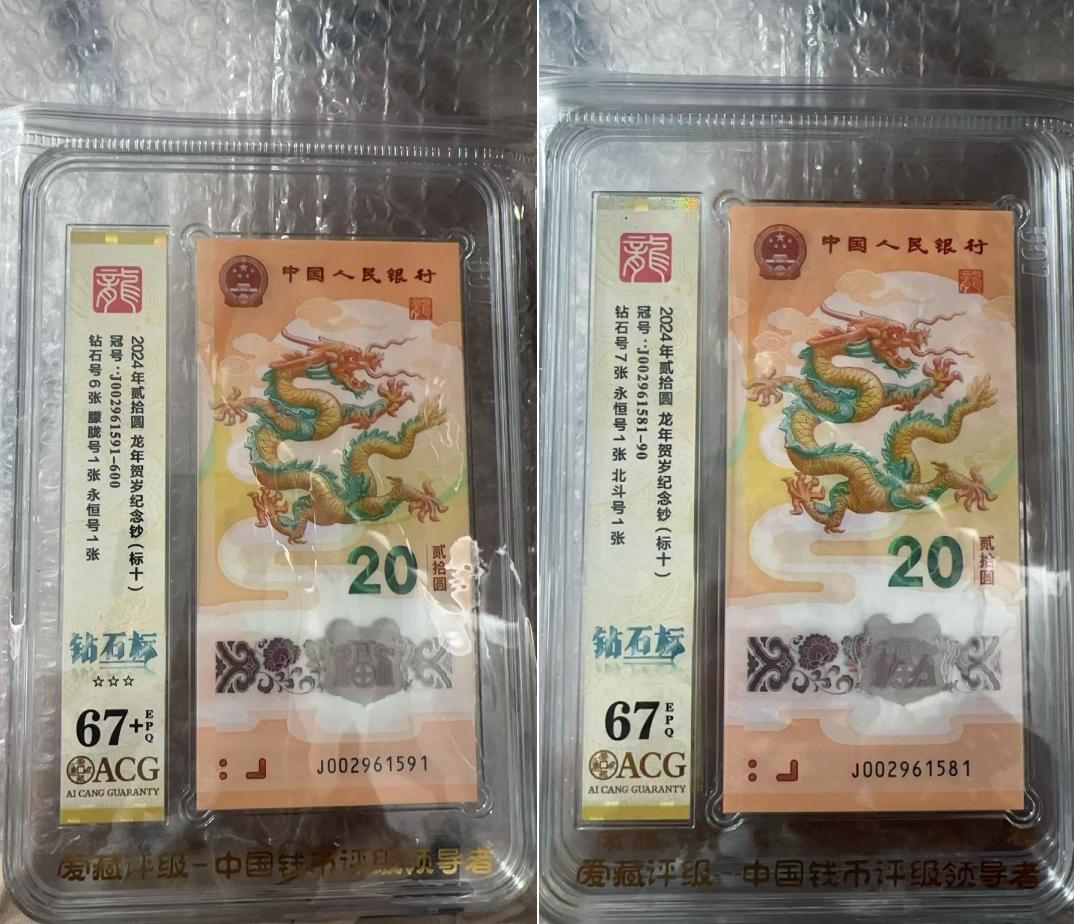 龍
2024年贰拾圆 龙年贺岁纪念钞(标十)
冠号:J002961591-600
钻石号6张 朦胧号1张 永恒号1张
钻石标
☆☆☆
67+ EPQ
ACG
AI CANG GUARANTY
中国人民银行
龍
20
贰拾圆
J002961591
爱藏评级-中国钱币评级领导者
龍
2024年贰拾圆 龙年贺岁纪念钞(标十)
冠号:J002961581-90
钻石号7张 永恒号1张 北斗号1张
钻石标
67 EPQ
ACG
AI CANG GUARANTY
中国人民银行
龍
20
贰拾圆
J002961581
爱藏评级-中国钱币评级领导者